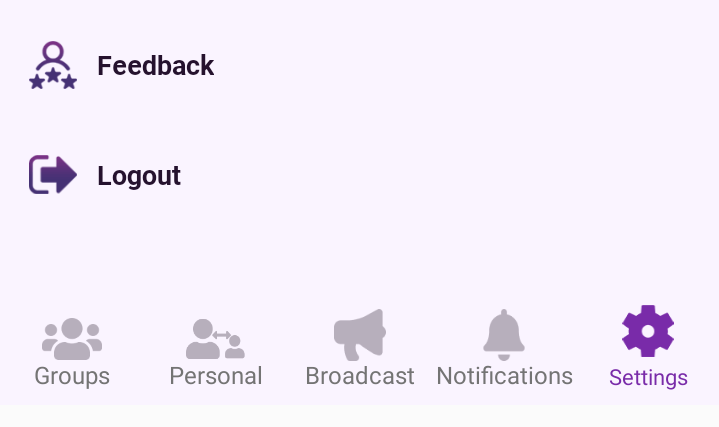 Feedback
Logout
Groups Personal Broadcast Notifications Settings